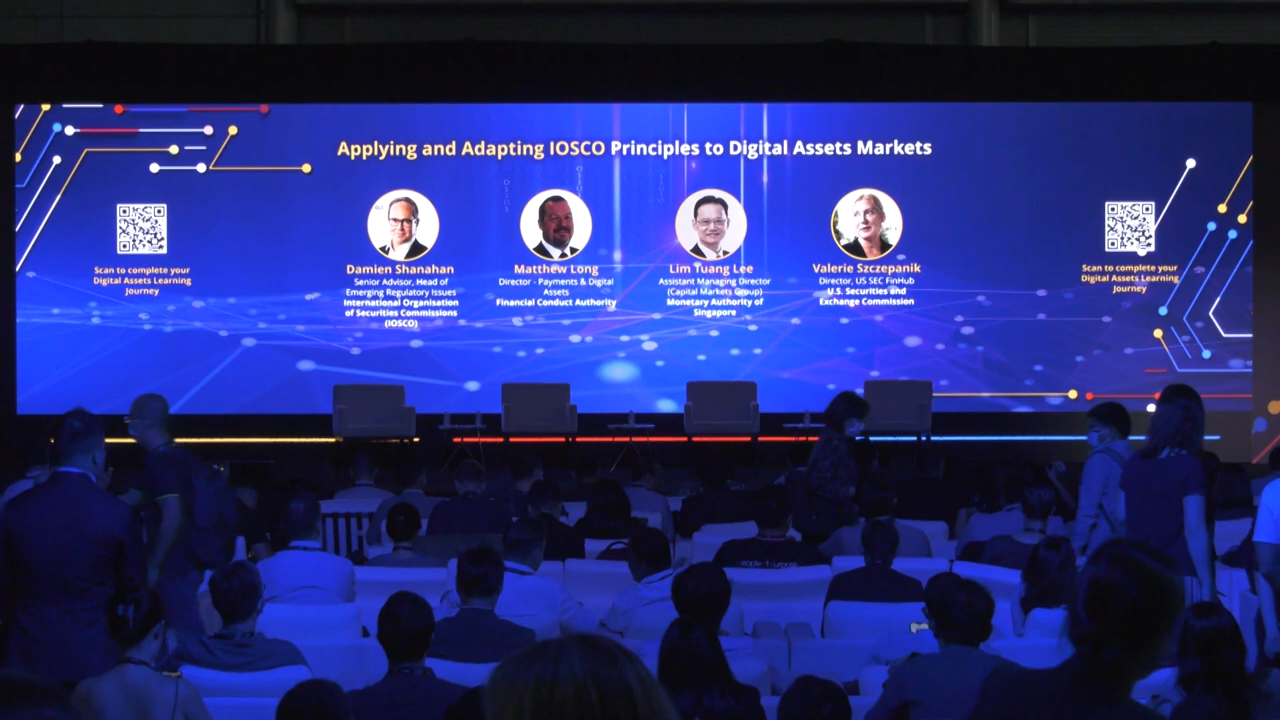 Applying and Adapting IOSCO Principles to Digital Assets Markets
Scan to complete your
Digital Assets Learning
Journey
Damien Shanahan
Senior Advisor, Head of
Emerging Regulatory Issues
International Organisation
of Securities Commissions
(IOSCO)
Matthew Long
Director - Payments & Digital
Assets
Financial Conduct Authority
Lim Tuang Lee
Assistant Managing Director
(Capital Markets Group)
Monetary Authority of
Singapore
Valerie Szczepanik
Director, US SEC FinHub
U.S. Securities and
Exchange Commission
Scan to complete your
Digital Assets Learning
Journey